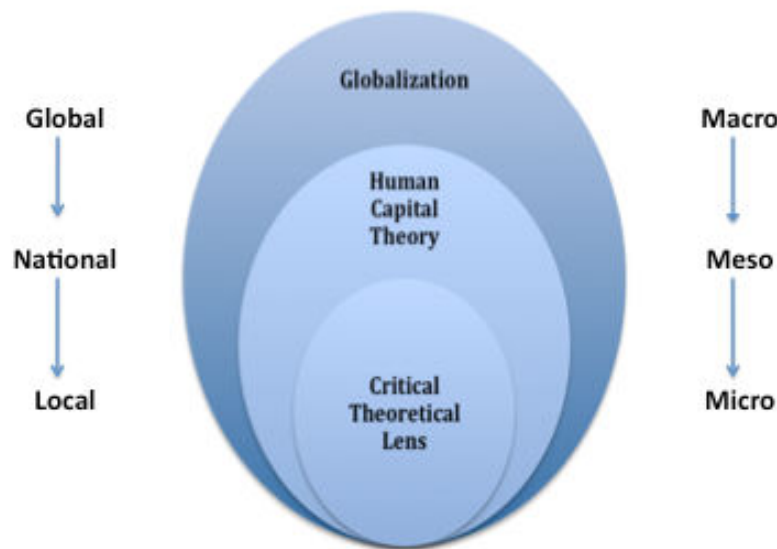 Globalization
Global
Macro
Human
Capital
Theory
National
Meso
Critical
Theoretical
Lens
Local
Micro